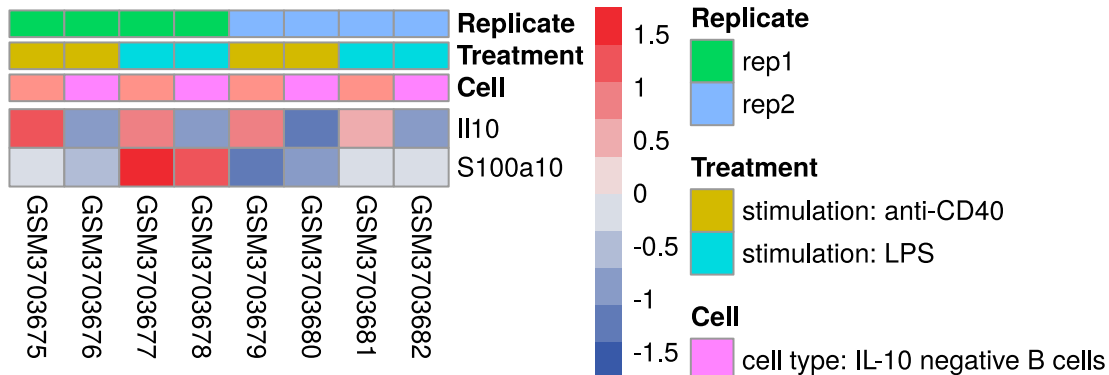 Replicate
Treatment
Cell
Il10
S100a10
GSM3703675
GSM3703676
GSM3703677
GSM3703678
GSM3703679
GSM3703680
GSM3703681
GSM3703682
1.5
1
0.5
0
-0.5
-1
-1.5
Replicate
rep1
rep2
Treatment
stimulation: anti-CD40
stimulation: LPS
Cell
cell type: IL-10 negative B cells